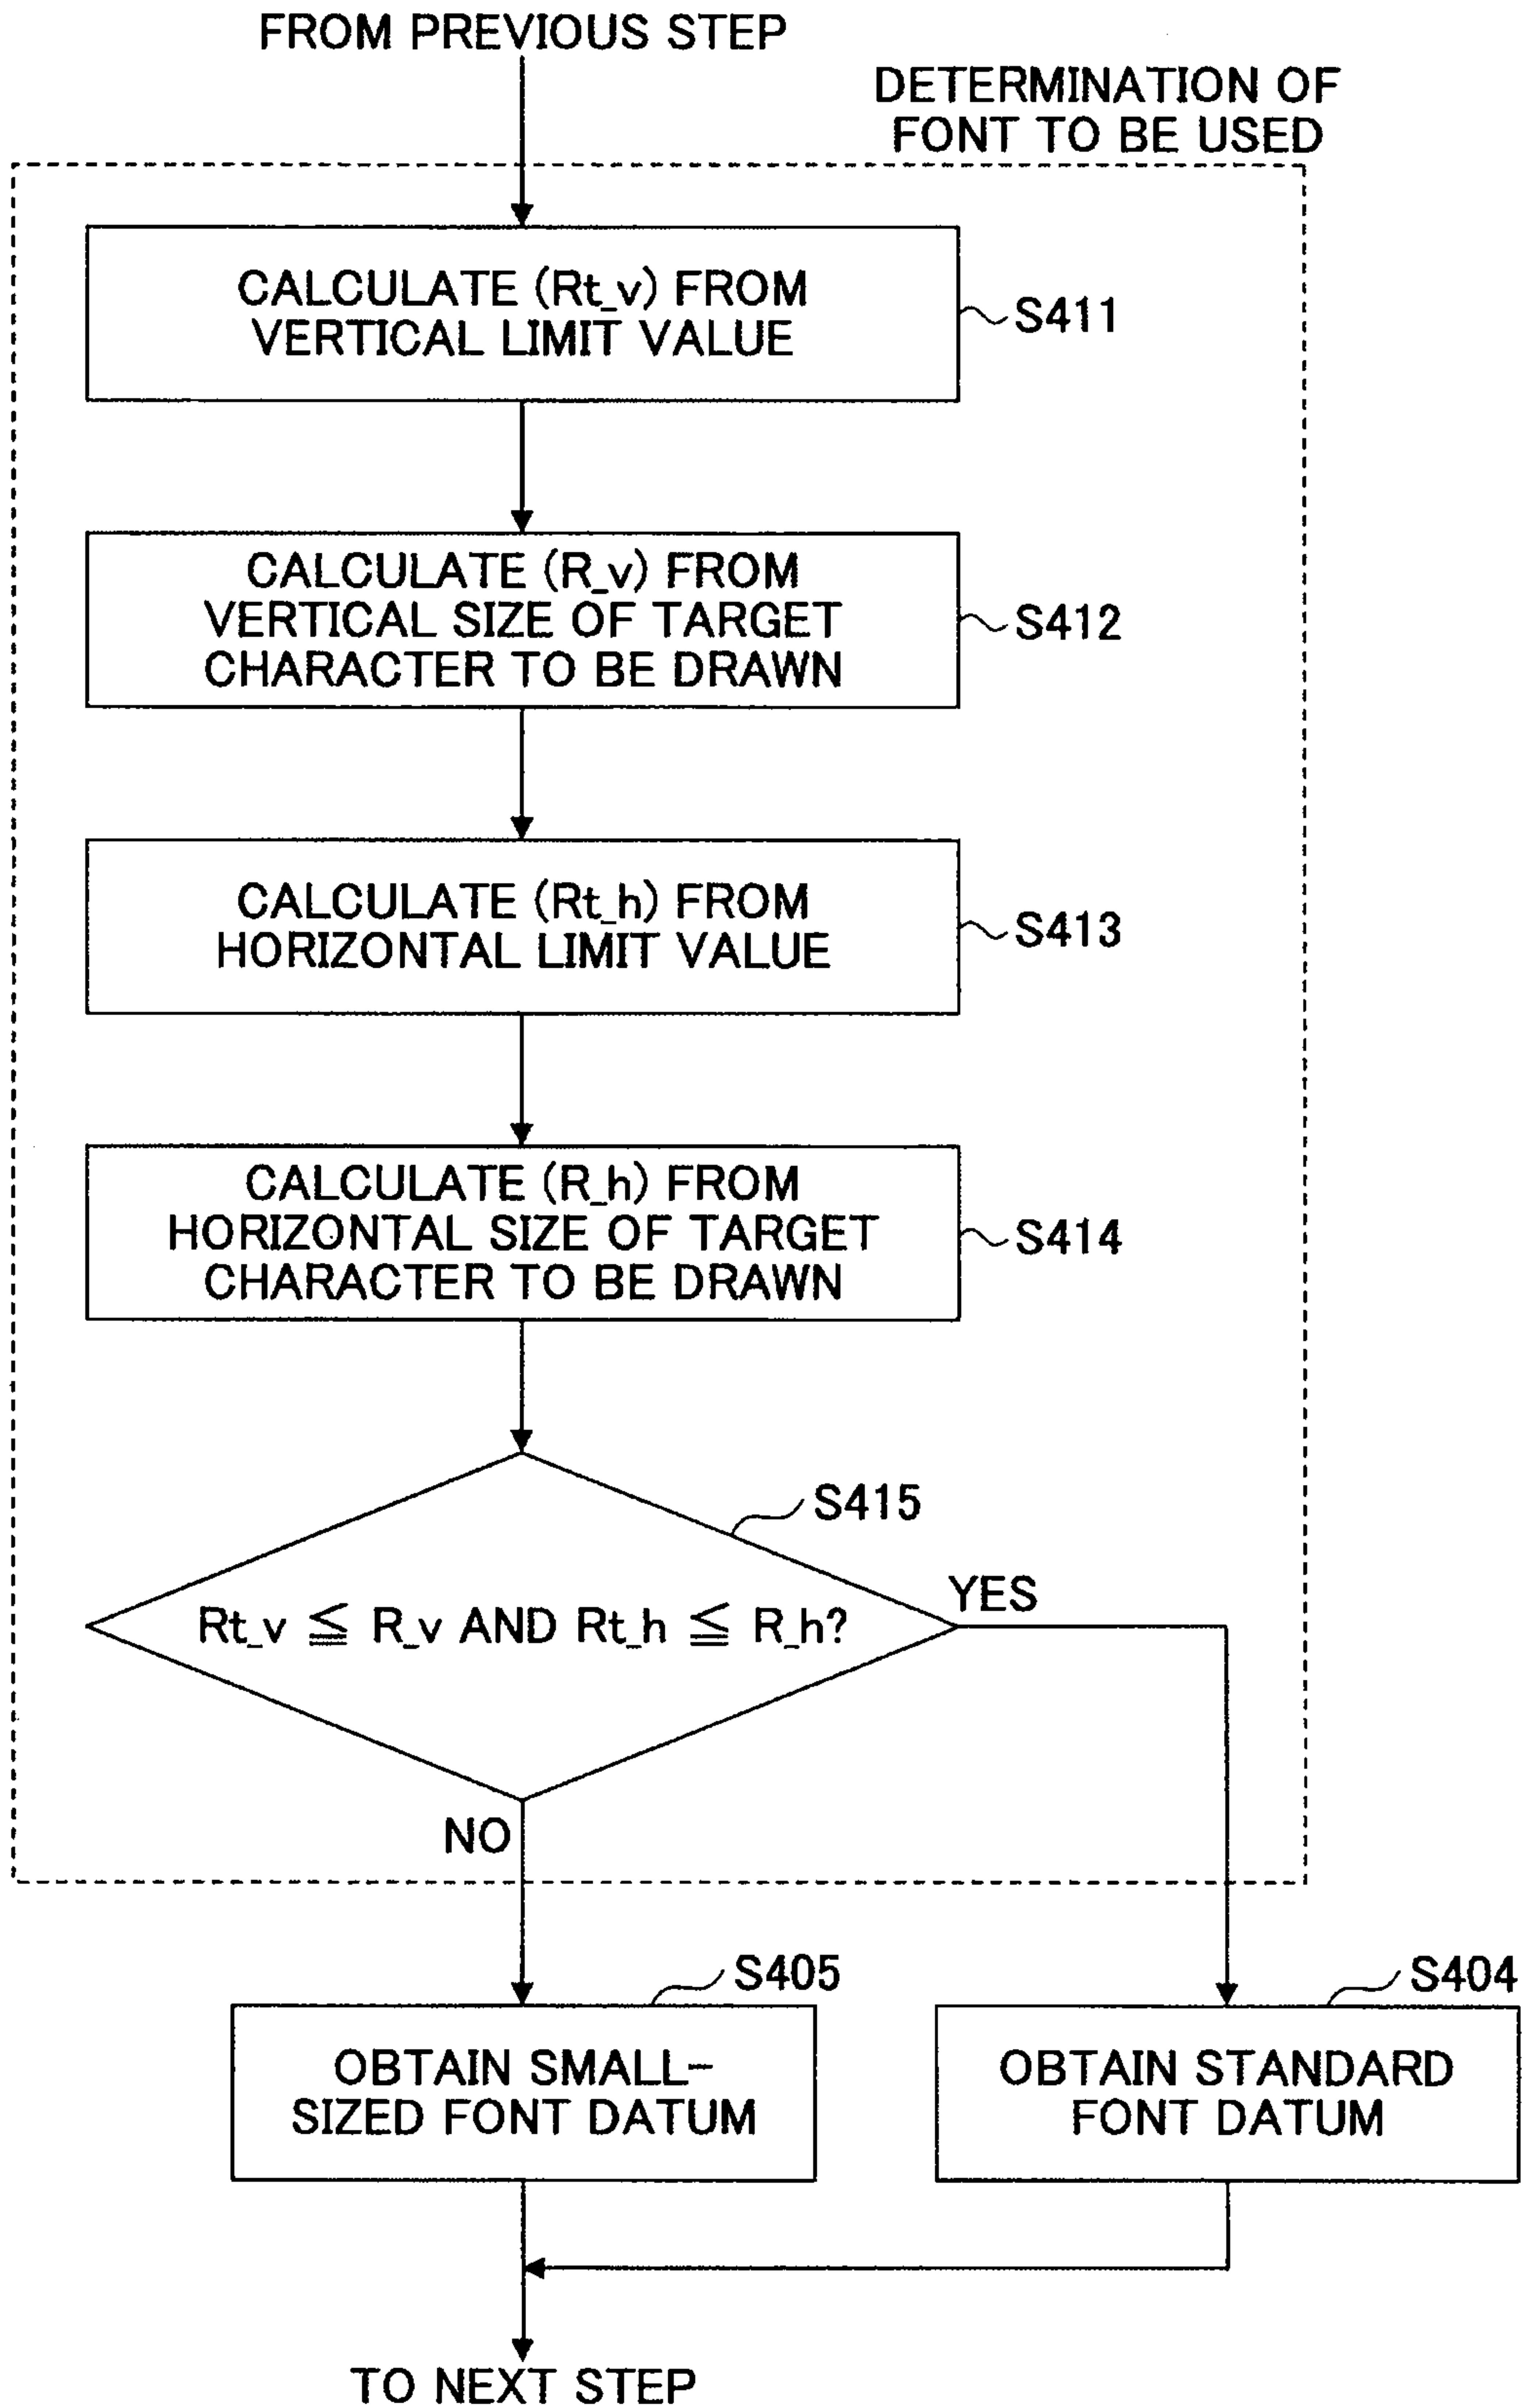 FROM PREVIOUS STEP
DETERMINATION OF
FONT TO BE USED
CALCULATE (Rt_v) FROM
VERTICAL LIMIT VALUE
S411
CALCULATE (R_v) FROM
VERTICAL SIZE OF TARGET
CHARACTER TO BE DRAWN
S412
CALCULATE (Rt_h) FROM
HORIZONTAL LIMIT VALUE
S413
CALCULATE (R_h) FROM
HORIZONTAL SIZE OF TARGET
CHARACTER TO BE DRAWN
S414
S415
Rt_v ≦ R_v AND Rt_h ≦ R_h?
YES
NO
S405
OBTAIN SMALL-
SIZED FONT DATUM
S404
OBTAIN STANDARD
FONT DATUM
TO NEXT STEP